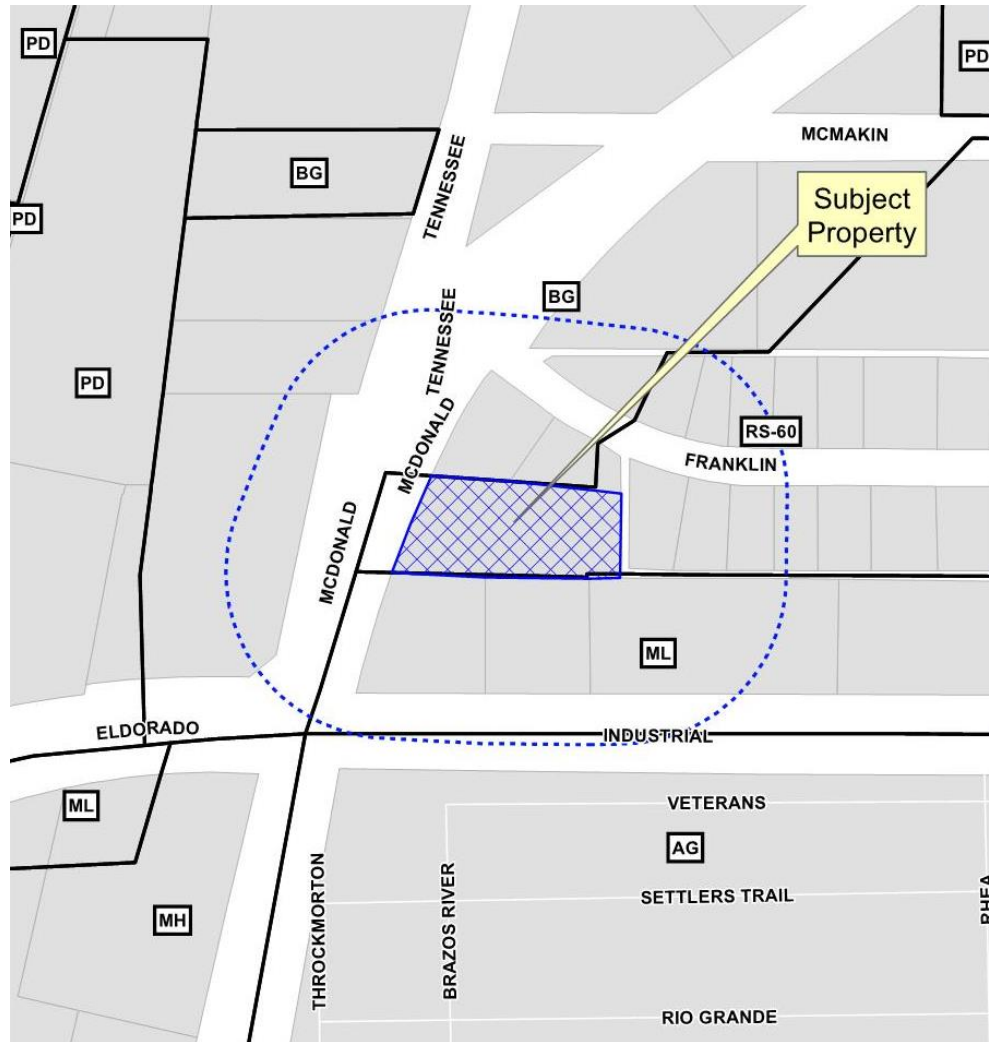 PD
PD
MCMAKIN
BG
TENNESSEE
Subject
Property
PD
BG
TENNESSEE
PD
MCDONALD
RS-60
FRANKLIN
MCDONALD
ML
ELDORADO
INDUSTRIAL
ML
VETERANS
AG
SETTLERS TRAIL
RHEA
MH
THROCKMORTON
BRAZOS RIVER
RIO GRANDE